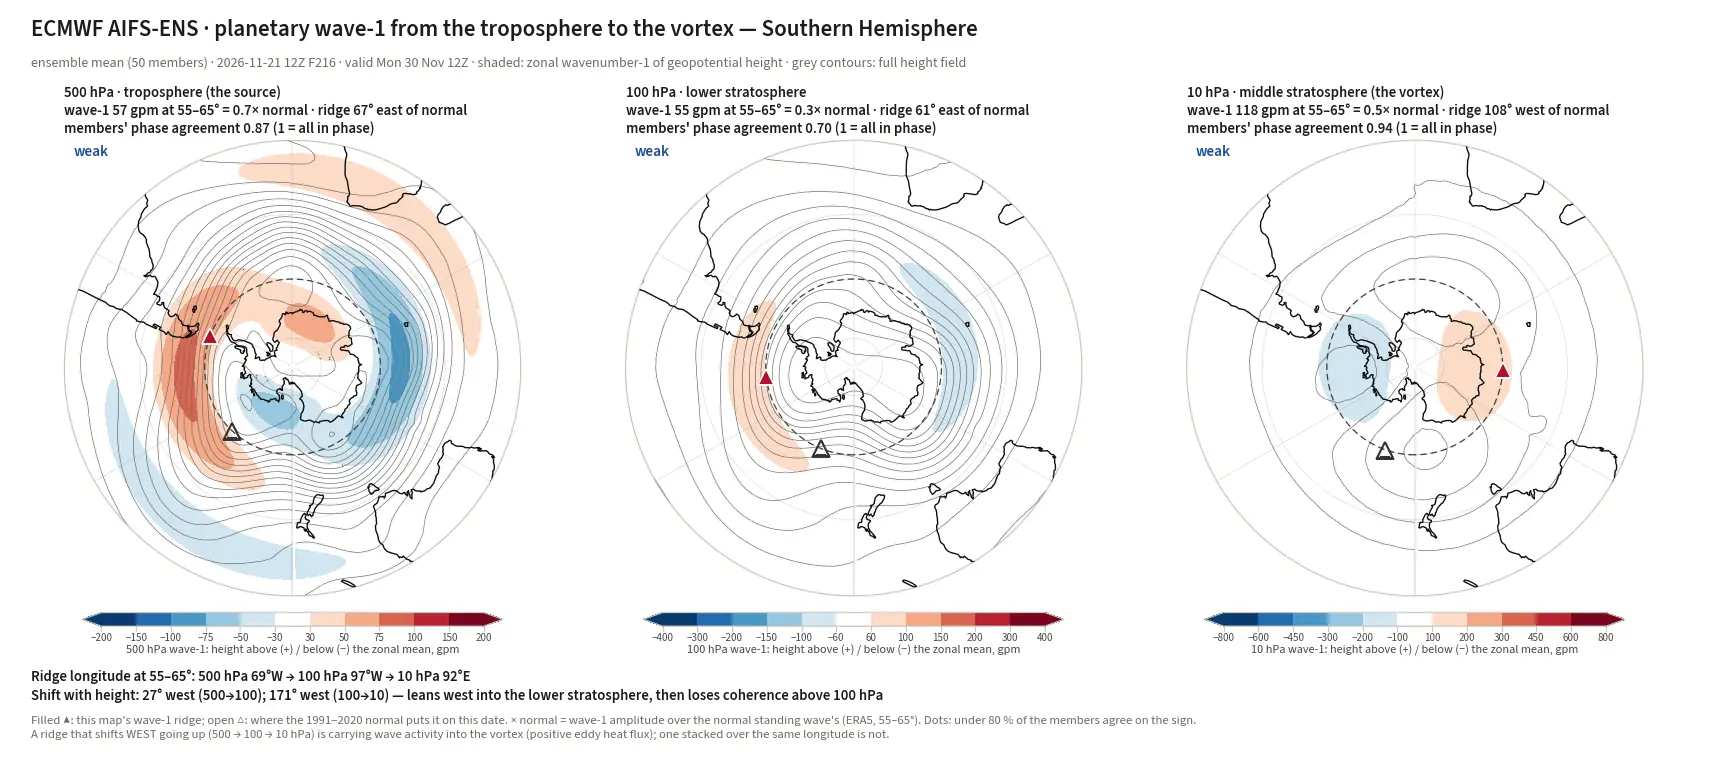 ECMWF AIFS-ENS · planetary wave-1 from the troposphere to the vortex — Southern Hemisphere
ensemble mean (50 members) · 2026-11-21 12Z F216 · valid Mon 30 Nov 12Z · shaded: zonal wavenumber-1 of geopotential height · grey contours: full height field
500 hPa · troposphere (the source)
wave-1 57 gpm at 55–65° = 0.7× normal · ridge 67° east of normal
members' phase agreement 0.87 (1 = all in phase)
weak
100 hPa · lower stratosphere
wave-1 55 gpm at 55–65° = 0.3× normal · ridge 61° east of normal
members' phase agreement 0.70 (1 = all in phase)
weak
10 hPa · middle stratosphere (the vortex)
wave-1 118 gpm at 55–65° = 0.5× normal · ridge 108° west of normal
members' phase agreement 0.94 (1 = all in phase)
weak
−200 −150 −100 −75 −50 −30 30 50 75 100 150 200
500 hPa wave-1: height above (+) / below (−) the zonal mean, gpm
−400 −300 −200 −150 −100 −60 60 100 150 200 300 400
100 hPa wave-1: height above (+) / below (−) the zonal mean, gpm
−800 −600 −450 −300 −200 −100 100 200 300 450 600 800
10 hPa wave-1: height above (+) / below (−) the zonal mean, gpm
Ridge longitude at 55–65°: 500 hPa 69°W → 100 hPa 97°W → 10 hPa 92°E
Shift with height: 27° west (500→100); 171° west (100→10) — leans west into the lower stratosphere, then loses coherence above 100 hPa
Filled ▲: this map's wave-1 ridge; open △: where the 1991–2020 normal puts it on this date. × normal = wave-1 amplitude over the normal standing wave's (ERA5, 55–65°). Dots: under 80 % of the members agree on the sign.
A ridge that shifts WEST going up (500 → 100 → 10 hPa) is carrying wave activity into the vortex (positive eddy heat flux); one stacked over the same longitude is not.